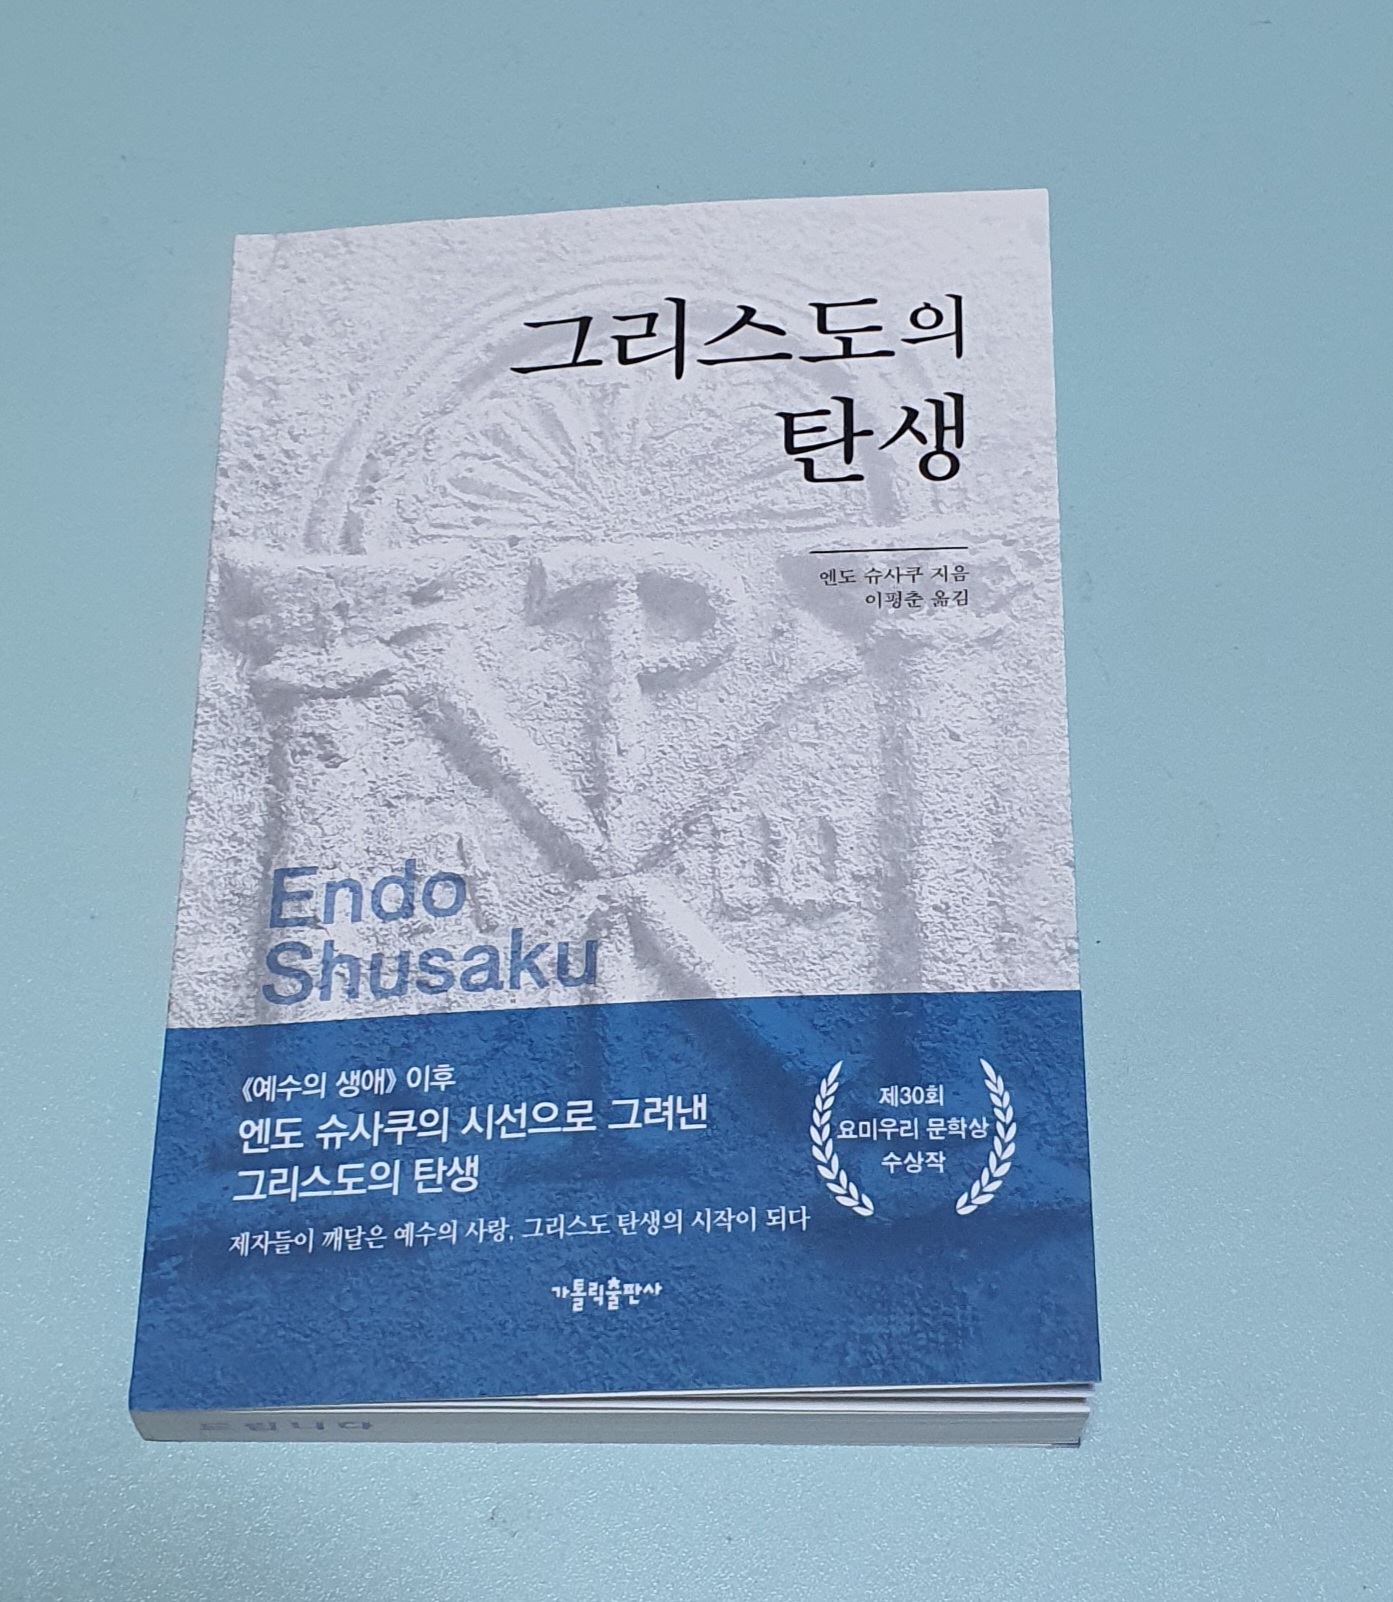 그리스도의
탄생
엔도 슈사쿠 지음
이평춘 옮김
Endo
Shusaku
《예수의 생애》 이후
엔도 슈사쿠의 시선으로 그려낸
그리스도의 탄생
제자들이 깨달은 예수의 사랑, 그리스도 탄생의 시작이 되다
제30회
요미우리 문학상
수상작
가톨릭출판사